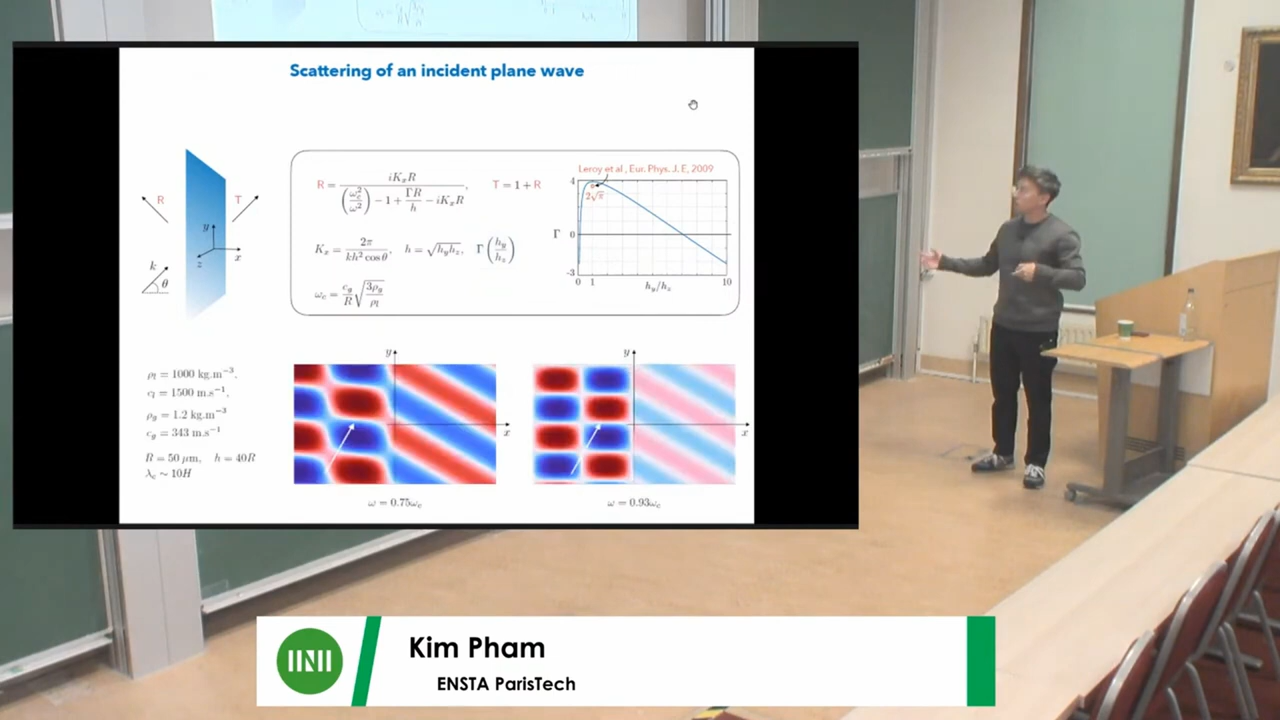 Scattering of an incident plane wave
R
T
y
x
z
k
θ
R = iK_xR / ((ω_c²/ω²) − 1 + ΓR/h − iK_xR), T = 1 + R
K_x = 2π / (kh² cos θ), h = √(h_y h_z), Γ(h_y/h_z)
ω_c = c_g/R √(3ρ_g/ρ_l)
Leroy et al., Eur. Phys. J. E, 2009
4
2√π
Γ
0
-3
0 1 10
h_y/h_z
ρ_l = 1000 kg.m⁻³,
c_l = 1500 m.s⁻¹,
ρ_g = 1.2 kg.m⁻³
c_g = 343 m.s⁻¹
R = 50 μm, h = 40R
λ_c ∼ 10H
y
x
ω = 0.75ω_c
y
x
ω = 0.93ω_c
Kim Pham
ENSTA ParisTech